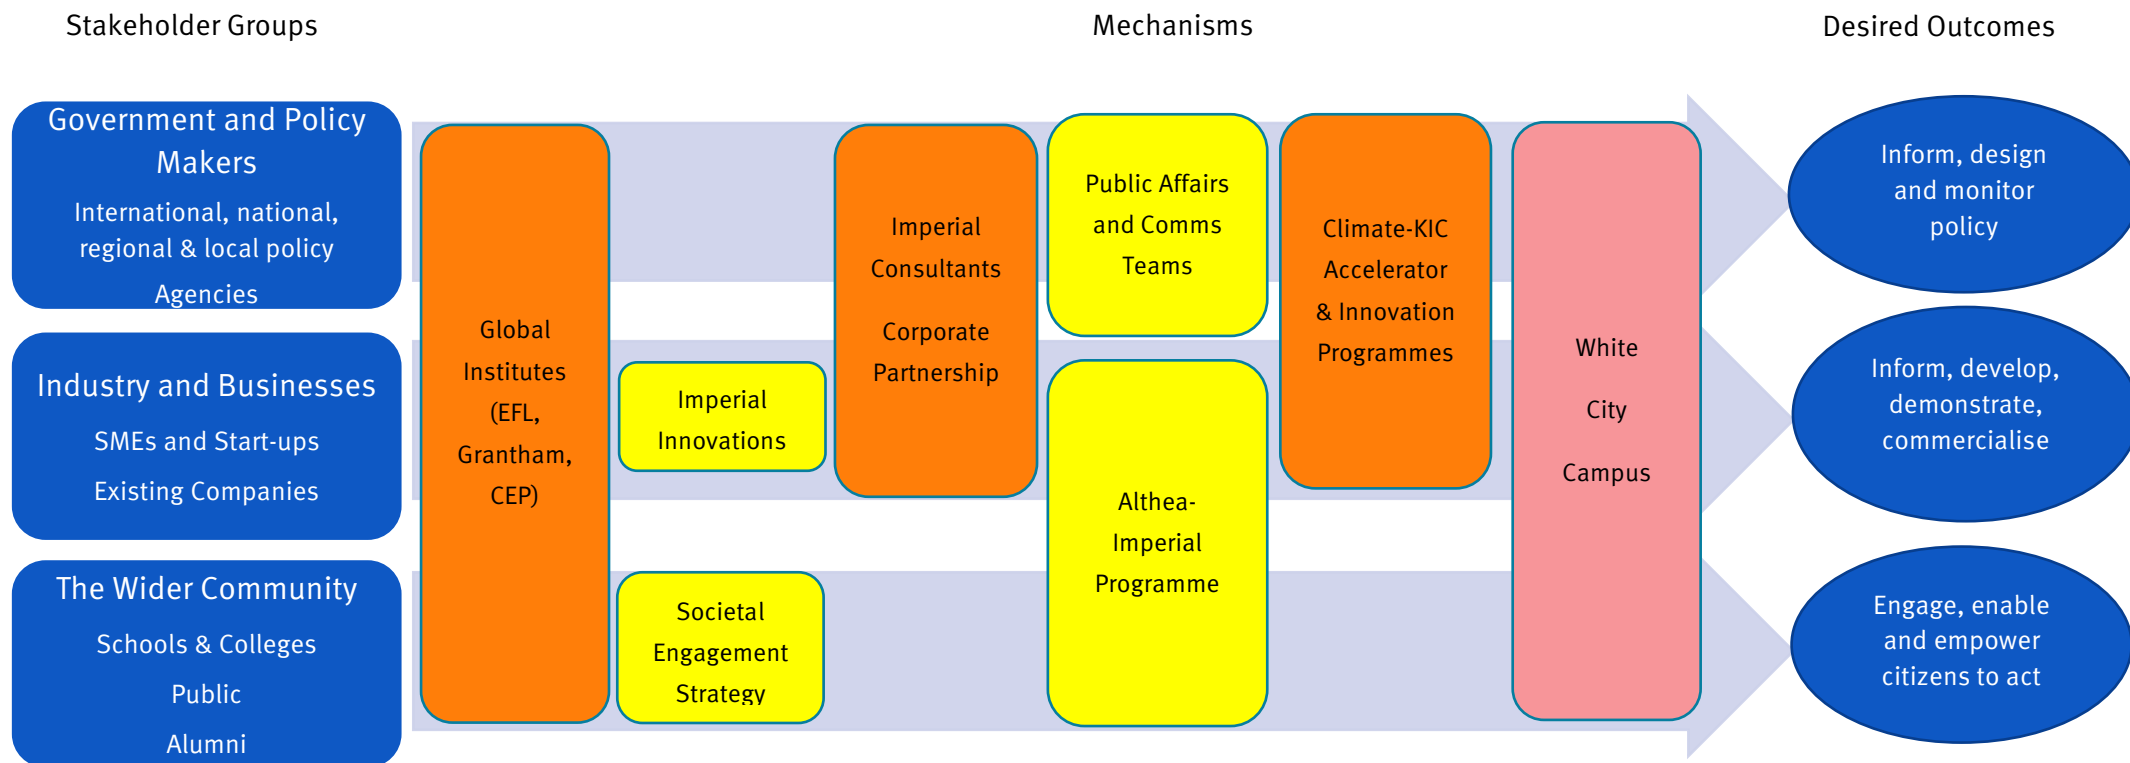 Stakeholder Groups
Mechanisms
Desired Outcomes
Government and Policy
Makers
International, national,
regional & local policy
Agencies
Industry and Businesses
SMEs and Start-ups
Existing Companies
The Wider Community
Schools & Colleges
Public
Alumni
Global
Institutes
(EFL,
Grantham,
CEP)
Imperial
Innovations
Societal
Engagement
Strategy
Imperial
Consultants
Corporate
Partnership
Public Affairs
and Comms
Teams
Althea-
Imperial
Programme
Climate-KIC
Accelerator
& Innovation
Programmes
White
City
Campus
Inform, design
and monitor
policy
Inform, develop,
demonstrate,
commercialise
Engage, enable
and empower
citizens to act